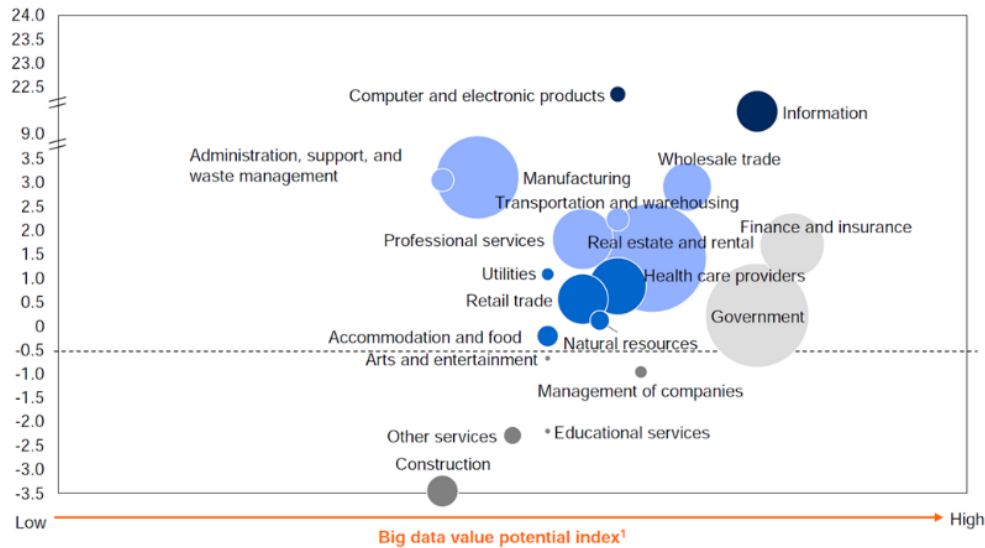 24.0
23.5
23.0
22.5
9.0
3.5
3.0
2.5
2.0
1.5
1.0
0.5
0
-0.5
-1.0
-1.5
-2.0
-2.5
-3.0
-3.5
Computer and electronic products
Information
Administration, support, and
waste management
Manufacturing
Wholesale trade
Transportation and warehousing
Professional services
Real estate and rental
Finance and insurance
Utilities
Health care providers
Retail trade
Government
Accommodation and food
Natural resources
Arts and entertainment
Management of companies
Other services
Educational services
Construction
Low
High
Big data value potential index¹